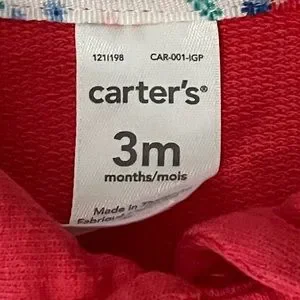 121I198 CAR-001-IGP
carter's®
3m
months/mois
Made in